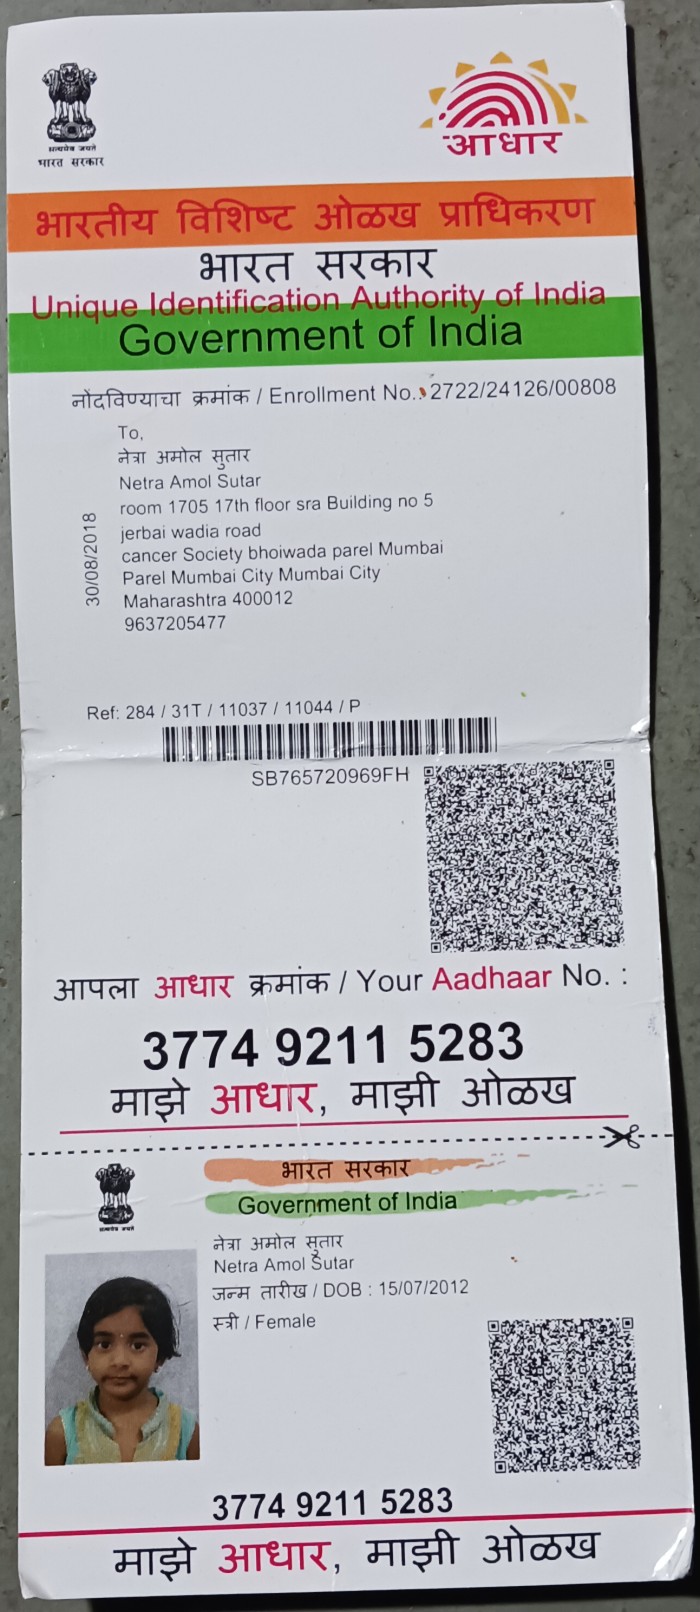 सत्यमेव जयते
भारत सरकार
आधार
भारतीय विशिष्ट ओळख प्राधिकरण
भारत सरकार
Unique Identification Authority of India
Government of India
नोंदविण्याचा क्रमांक / Enrollment No.: 2722/24126/00808
To,
नेत्रा अमोल सुतार
Netra Amol Sutar
room 1705 17th floor sra Building no 5
jerbai wadia road
cancer Society bhoiwada parel Mumbai
Parel Mumbai City Mumbai City
Maharashtra 400012
9637205477
30/08/2018
Ref: 284 / 31T / 11037 / 11044 / P
SB765720969FH
आपला आधार क्रमांक / Your Aadhaar No. :
3774 9211 5283
माझे आधार, माझी ओळख
भारत सरकार
Government of India
सत्यमेव जयते
नेत्रा अमोल सुतार
Netra Amol Sutar
जन्म तारीख / DOB : 15/07/2012
स्त्री / Female
3774 9211 5283
माझे आधार, माझी ओळख